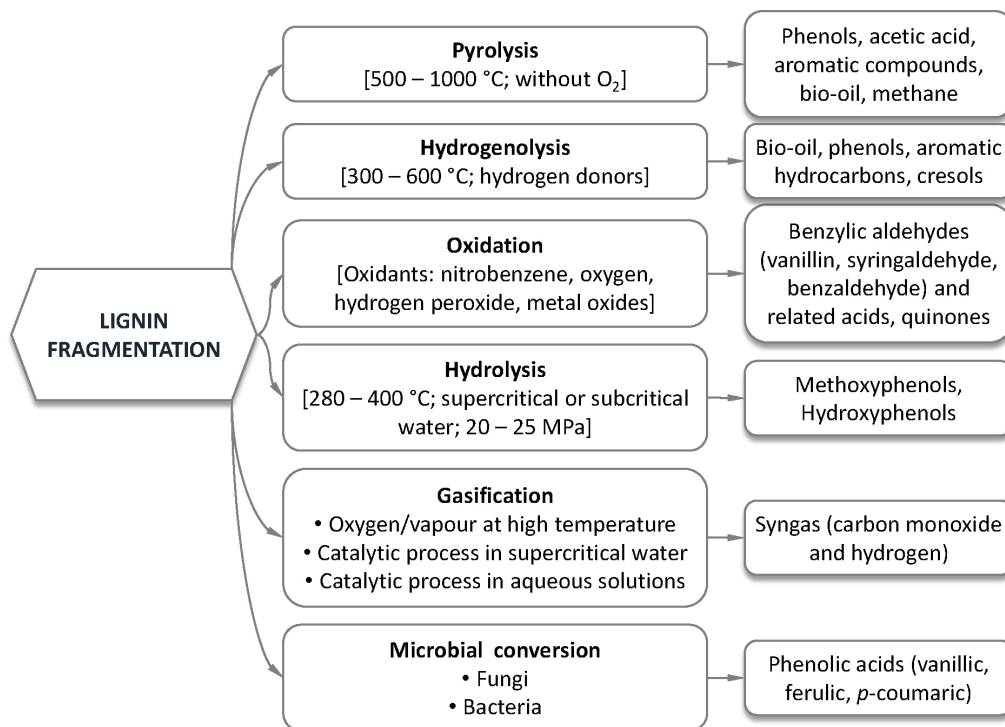 LIGNIN
FRAGMENTATION
Pyrolysis
[500 – 1000 °C; without O₂]
Phenols, acetic acid,
aromatic compounds,
bio-oil, methane
Hydrogenolysis
[300 – 600 °C; hydrogen donors]
Bio-oil, phenols, aromatic
hydrocarbons, cresols
Oxidation
[Oxidants: nitrobenzene, oxygen,
hydrogen peroxide, metal oxides]
Benzylic aldehydes
(vanillin, syringaldehyde,
benzaldehyde) and
related acids, quinones
Hydrolysis
[280 – 400 °C; supercritical or subcritical
water; 20 – 25 MPa]
Methoxyphenols,
Hydroxyphenols
Gasification
• Oxygen/vapour at high temperature
• Catalytic process in supercritical water
• Catalytic process in aqueous solutions
Syngas (carbon monoxide
and hydrogen)
Microbial conversion
• Fungi
• Bacteria
Phenolic acids (vanillic,
ferulic, p-coumaric)